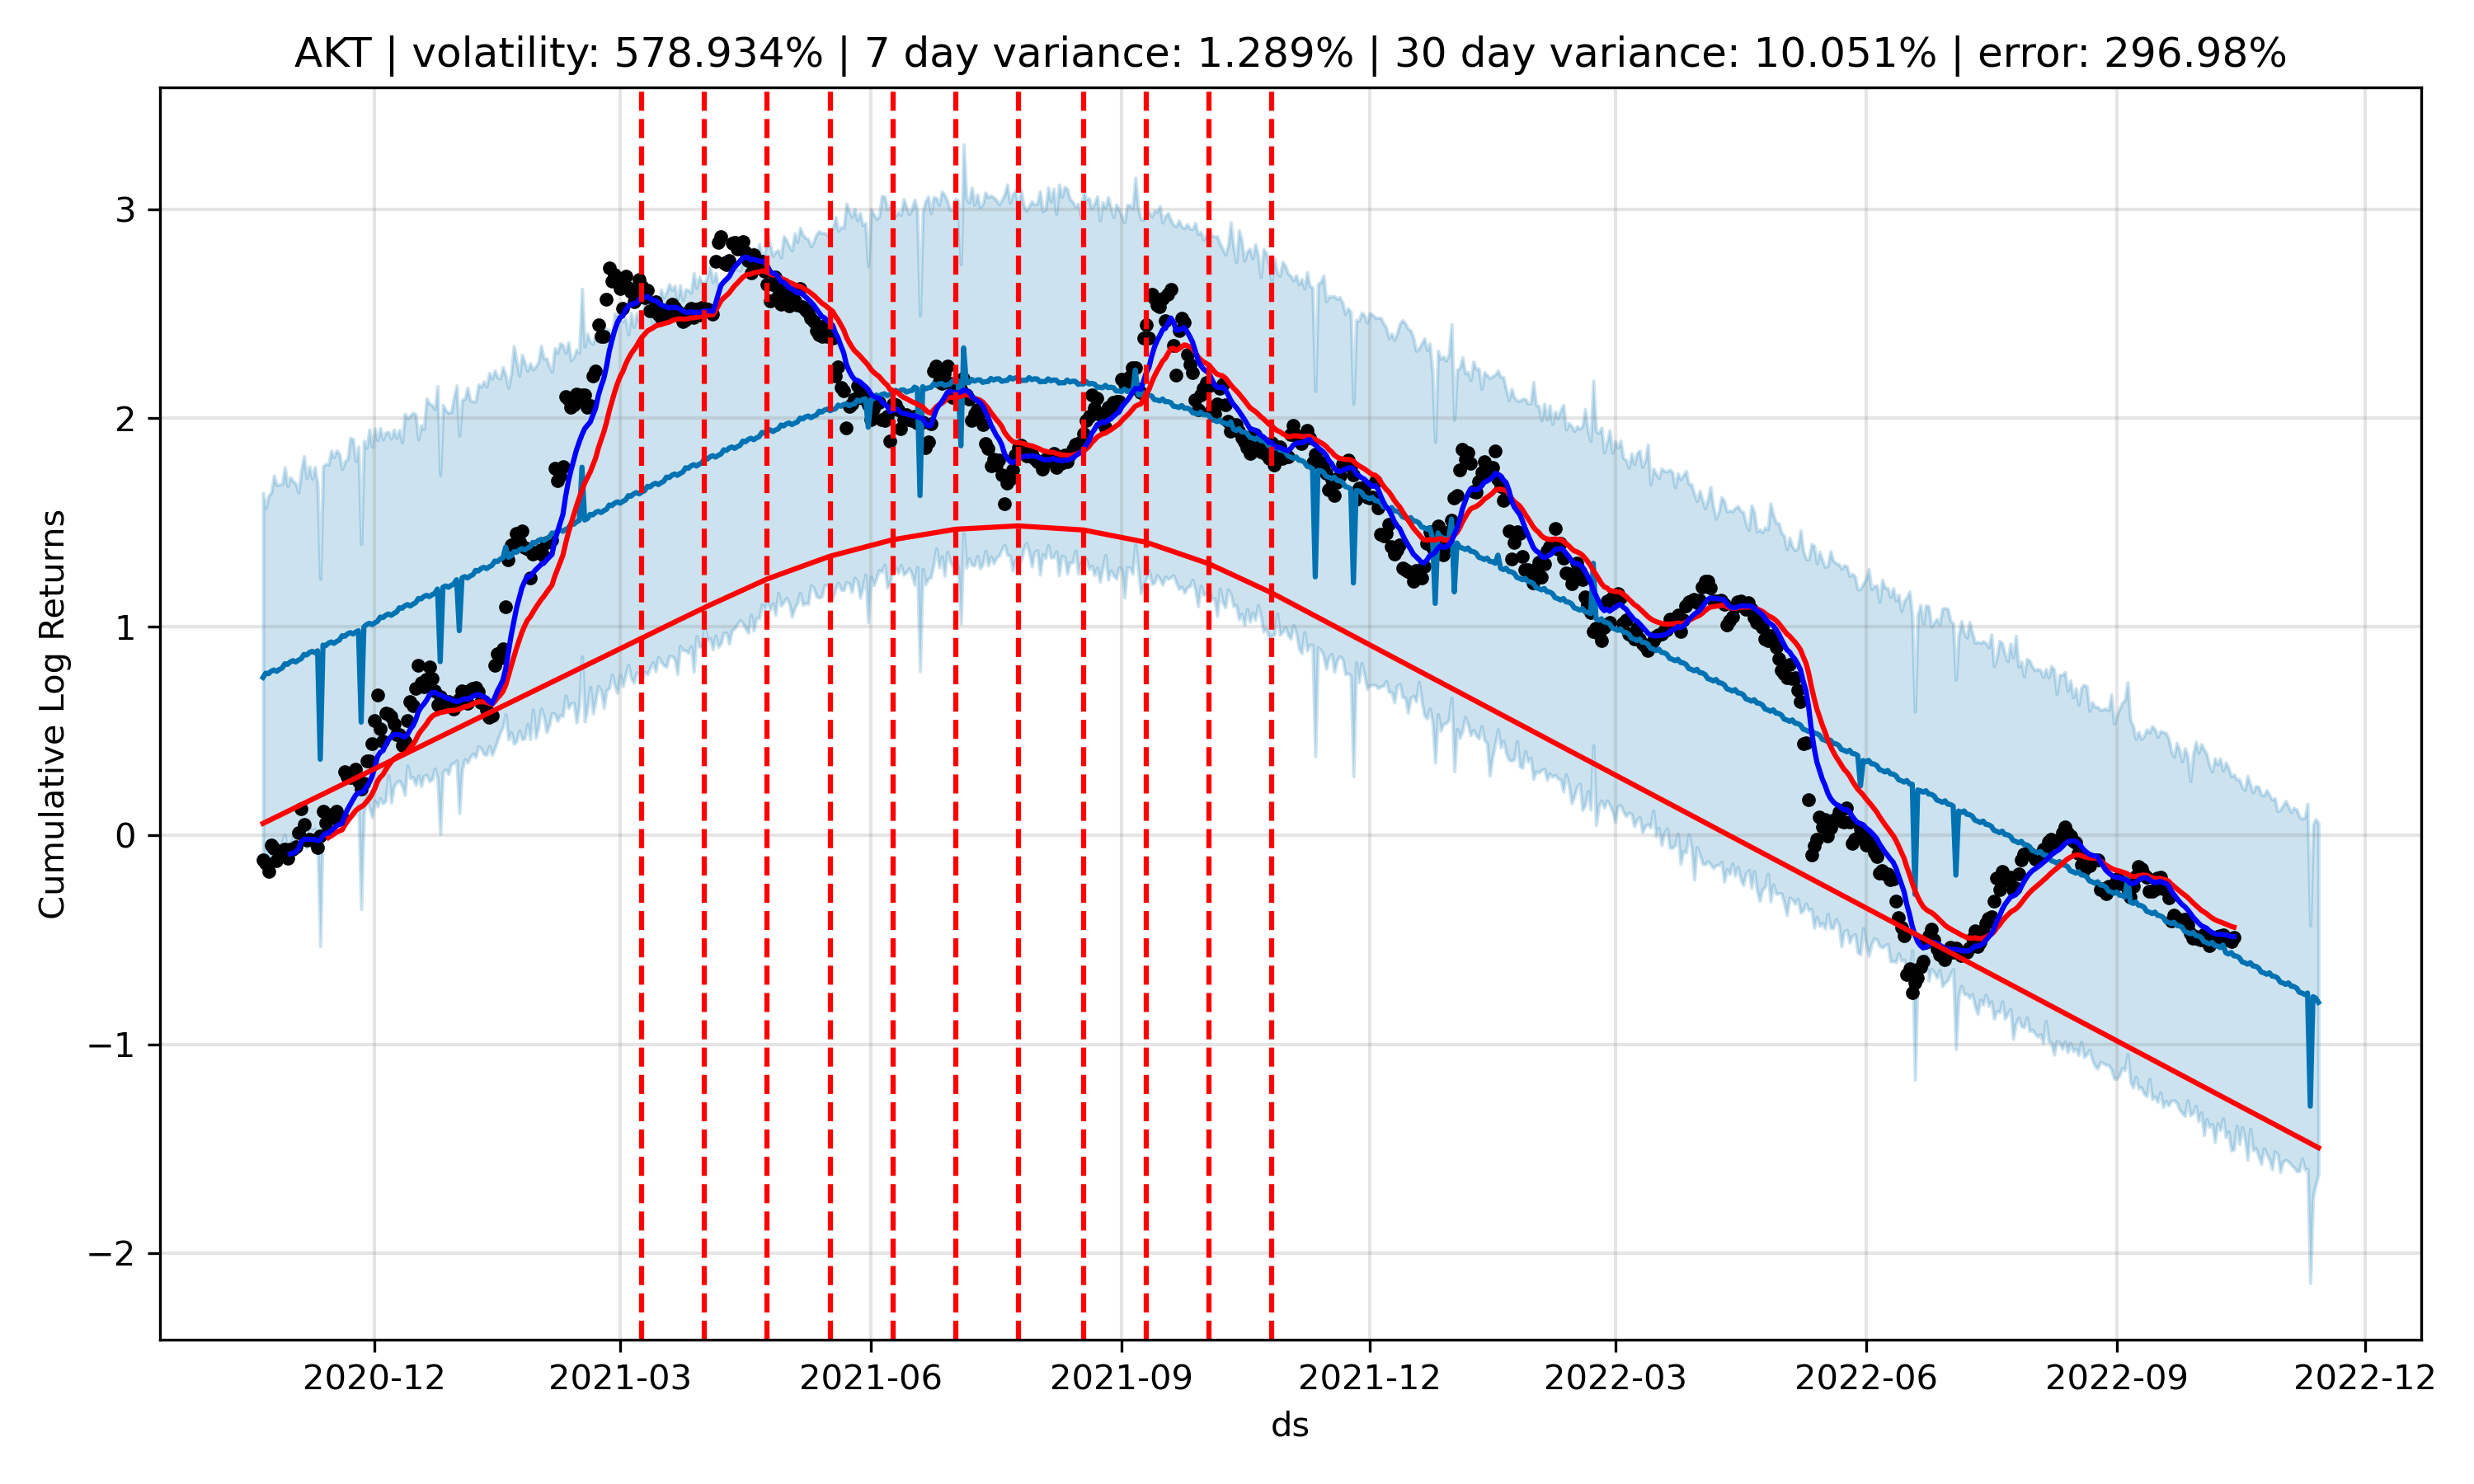 AKT | volatility: 578.934% | 7 day variance: 1.289% | 30 day variance: 10.051% | error: 296.98%
Cumulative Log Returns
3
2
1
0
−1
−2
2020-12 2021-03 2021-06 2021-09 2021-12 2022-03 2022-06 2022-09 2022-12
ds